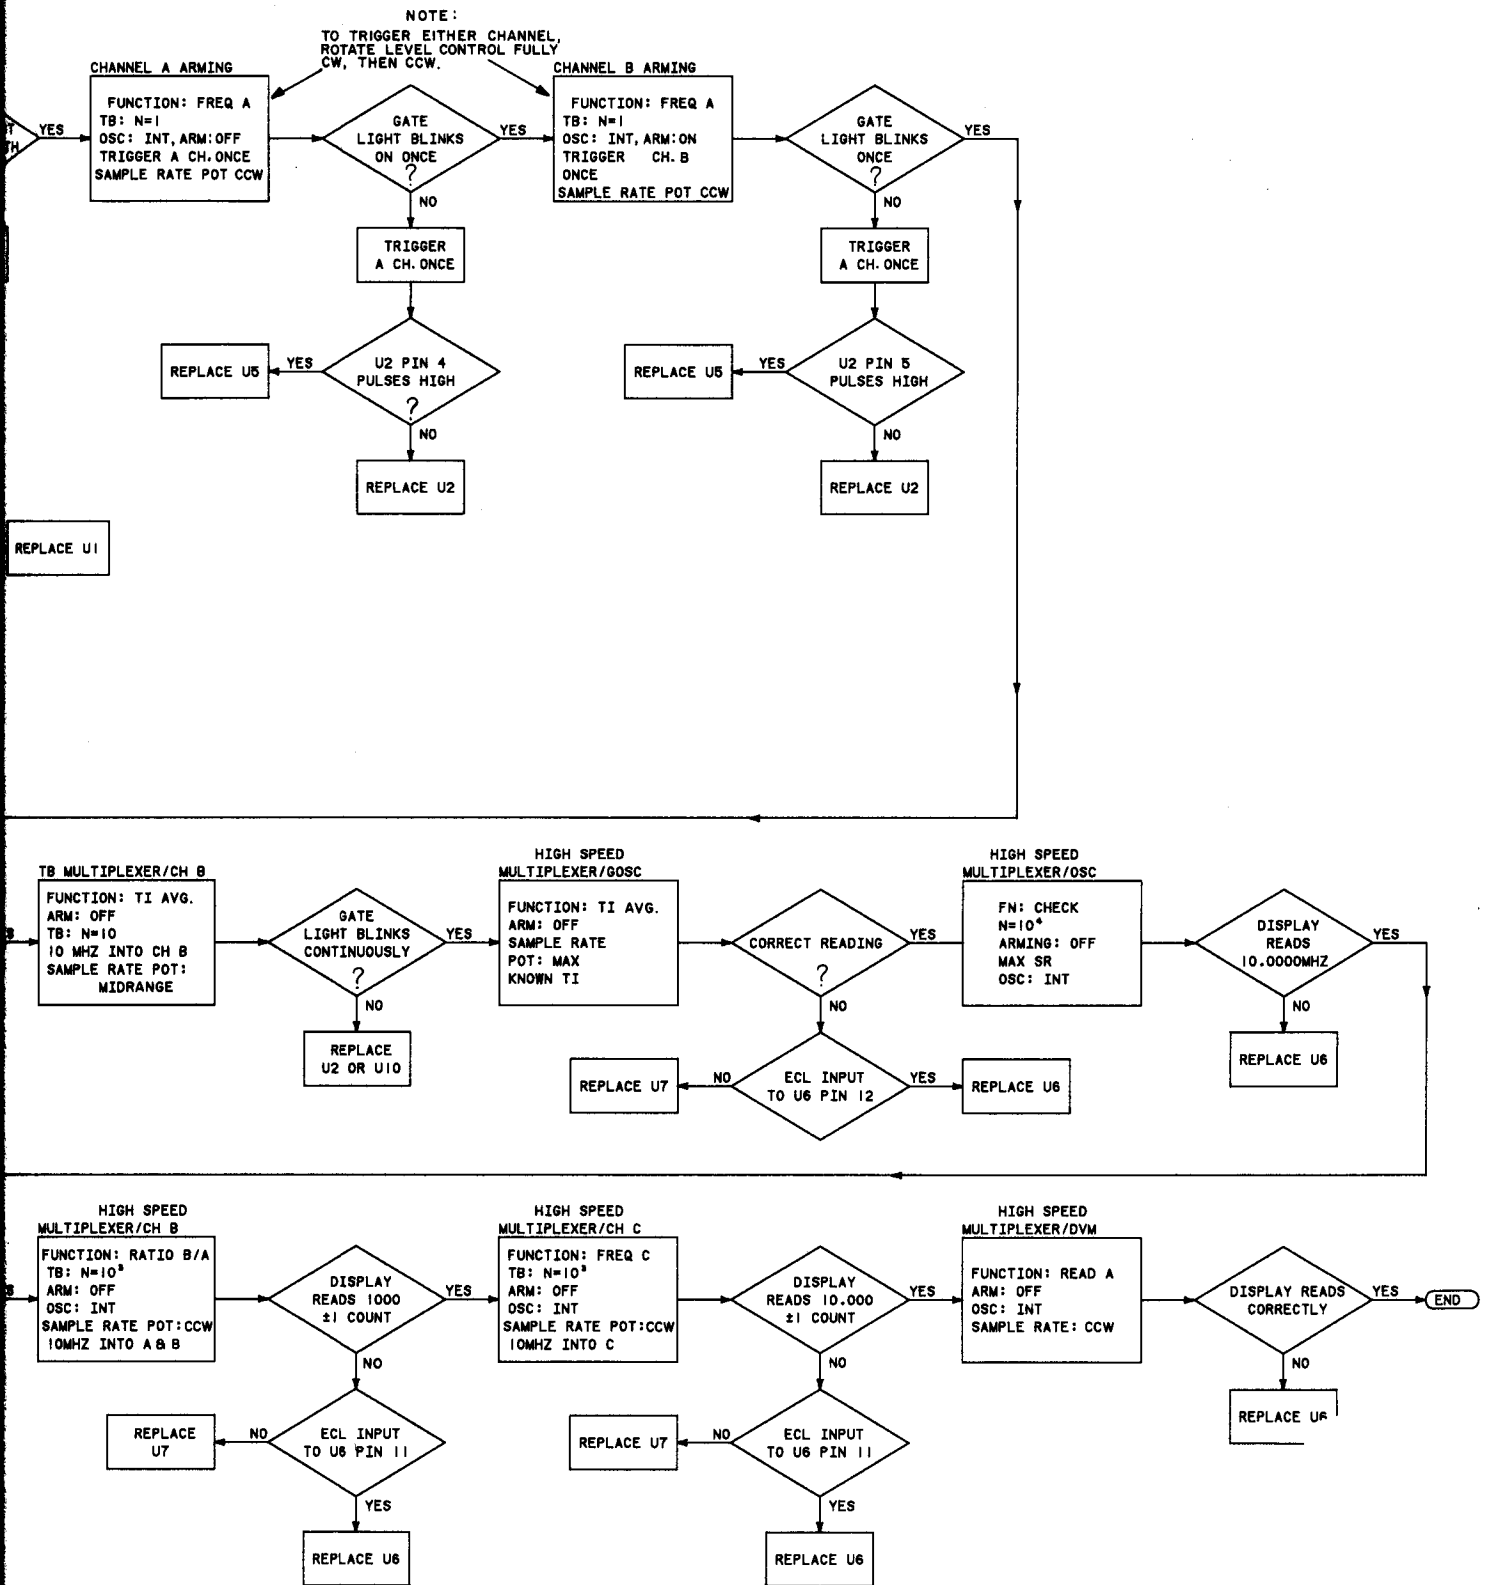 NOTE:
TO TRIGGER EITHER CHANNEL,
ROTATE LEVEL CONTROL FULLY
CW, THEN CCW.
CHANNEL A ARMING
FUNCTION: FREQ A
TB: N=1
OSC: INT, ARM:OFF
TRIGGER A CH. ONCE
SAMPLE RATE POT CCW
YES
GATE
LIGHT BLINKS
ON ONCE
?
YES
NO
CHANNEL B ARMING
FUNCTION: FREQ A
TB: N=1
OSC: INT, ARM:ON
TRIGGER CH. B
ONCE
SAMPLE RATE POT CCW
GATE
LIGHT BLINKS
ONCE
?
YES
NO
TRIGGER
A CH. ONCE
TRIGGER
A CH. ONCE
REPLACE U5
YES
U2 PIN 4
PULSES HIGH
?
NO
REPLACE U5
YES
U2 PIN 5
PULSES HIGH
NO
REPLACE U2
REPLACE U2
REPLACE U1
TB MULTIPLEXER/CH B
FUNCTION: TI AVG.
ARM: OFF
TB: N=10
10 MHZ INTO CH B
SAMPLE RATE POT:
MIDRANGE
GATE
LIGHT BLINKS
CONTINUOUSLY
?
YES
NO
REPLACE
U2 OR U10
HIGH SPEED
MULTIPLEXER/GOSC
FUNCTION: TI AVG.
ARM: OFF
SAMPLE RATE
POT: MAX
KNOWN TI
CORRECT READING
?
YES
NO
REPLACE U7
NO
ECL INPUT
TO U6 PIN 12
YES
REPLACE U6
HIGH SPEED
MULTIPLEXER/OSC
FN: CHECK
N=10⁴
ARMING: OFF
MAX SR
OSC: INT
DISPLAY
READS
10.0000MHZ
YES
NO
REPLACE U6
HIGH SPEED
MULTIPLEXER/CH B
FUNCTION: RATIO B/A
TB: N=10³
ARM: OFF
OSC: INT
SAMPLE RATE POT:CCW
10MHZ INTO A & B
DISPLAY
READS 1000
±1 COUNT
YES
NO
REPLACE
U7
NO
ECL INPUT
TO U6 PIN 11
YES
REPLACE U6
HIGH SPEED
MULTIPLEXER/CH C
FUNCTION: FREQ C
TB: N=10³
ARM: OFF
OSC: INT
SAMPLE RATE POT:CCW
10MHZ INTO C
DISPLAY
READS 10.000
±1 COUNT
YES
NO
REPLACE U7
NO
ECL INPUT
TO U6 PIN 11
YES
REPLACE U6
HIGH SPEED
MULTIPLEXER/DVM
FUNCTION: READ A
ARM: OFF
OSC: INT
SAMPLE RATE: CCW
DISPLAY READS
CORRECTLY
YES
END
NO
REPLACE U6